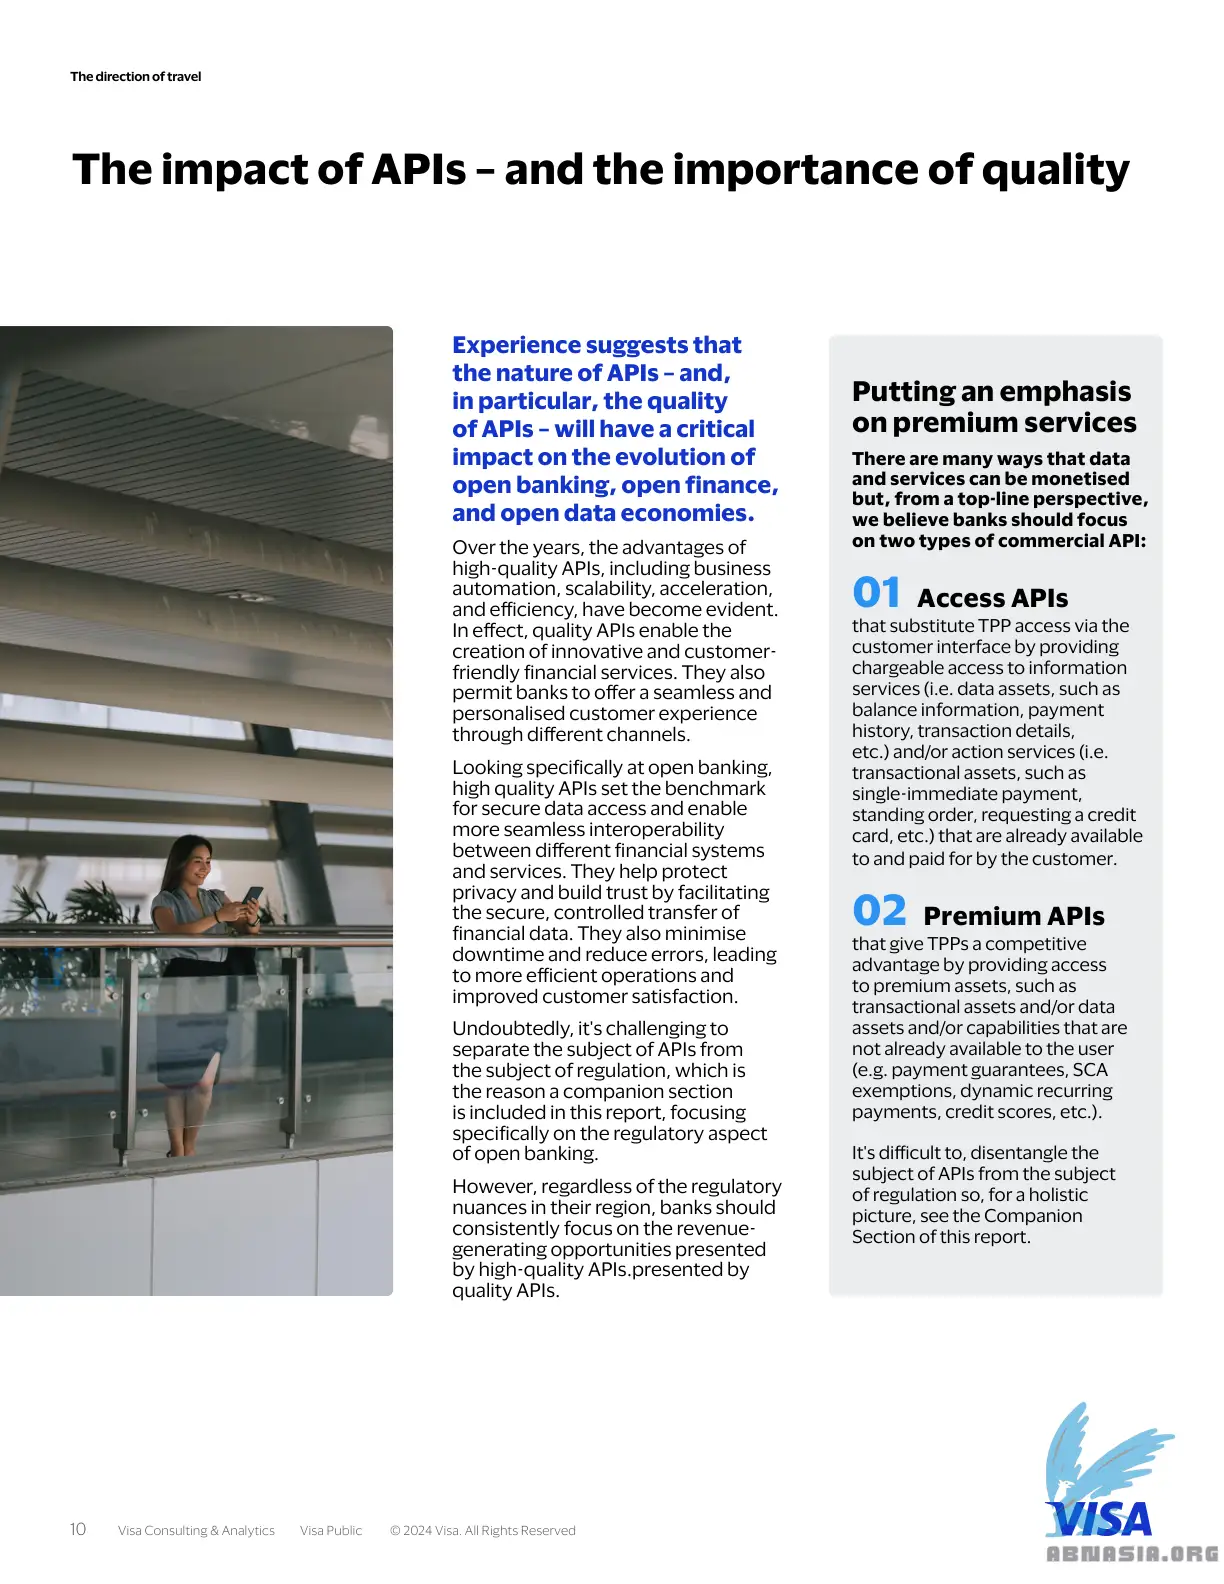 The direction of travel
The impact of APIs – and the importance of quality
Experience suggests that
the nature of APIs – and,
in particular, the quality
of APIs – will have a critical
impact on the evolution of
open banking, open finance,
and open data economies.
Over the years, the advantages of
high-quality APIs, including business
automation, scalability, acceleration,
and efficiency, have become evident.
In effect, quality APIs enable the
creation of innovative and customer-
friendly financial services. They also
permit banks to offer a seamless and
personalised customer experience
through different channels.
Looking specifically at open banking,
high quality APIs set the benchmark
for secure data access and enable
more seamless interoperability
between different financial systems
and services. They help protect
privacy and build trust by facilitating
the secure, controlled transfer of
financial data. They also minimise
downtime and reduce errors, leading
to more efficient operations and
improved customer satisfaction.
Undoubtedly, it's challenging to
separate the subject of APIs from
the subject of regulation, which is
the reason a companion section
is included in this report, focusing
specifically on the regulatory aspect
of open banking.
However, regardless of the regulatory
nuances in their region, banks should
consistently focus on the revenue-
generating opportunities presented
by high-quality APIs.presented by
quality APIs.
Putting an emphasis
on premium services
There are many ways that data
and services can be monetised
but, from a top-line perspective,
we believe banks should focus
on two types of commercial API:
01 Access APIs
that substitute TPP access via the
customer interface by providing
chargeable access to information
services (i.e. data assets, such as
balance information, payment
history, transaction details,
etc.) and/or action services (i.e.
transactional assets, such as
single-immediate payment,
standing order, requesting a credit
card, etc.) that are already available
to and paid for by the customer.
02 Premium APIs
that give TPPs a competitive
advantage by providing access
to premium assets, such as
transactional assets and/or data
assets and/or capabilities that are
not already available to the user
(e.g. payment guarantees, SCA
exemptions, dynamic recurring
payments, credit scores, etc.).
It's difficult to, disentangle the
subject of APIs from the subject
of regulation so, for a holistic
picture, see the Companion
Section of this report.
10 Visa Consulting & Analytics Visa Public © 2024 Visa. All Rights Reserved
VISA
ABNASIA.ORG